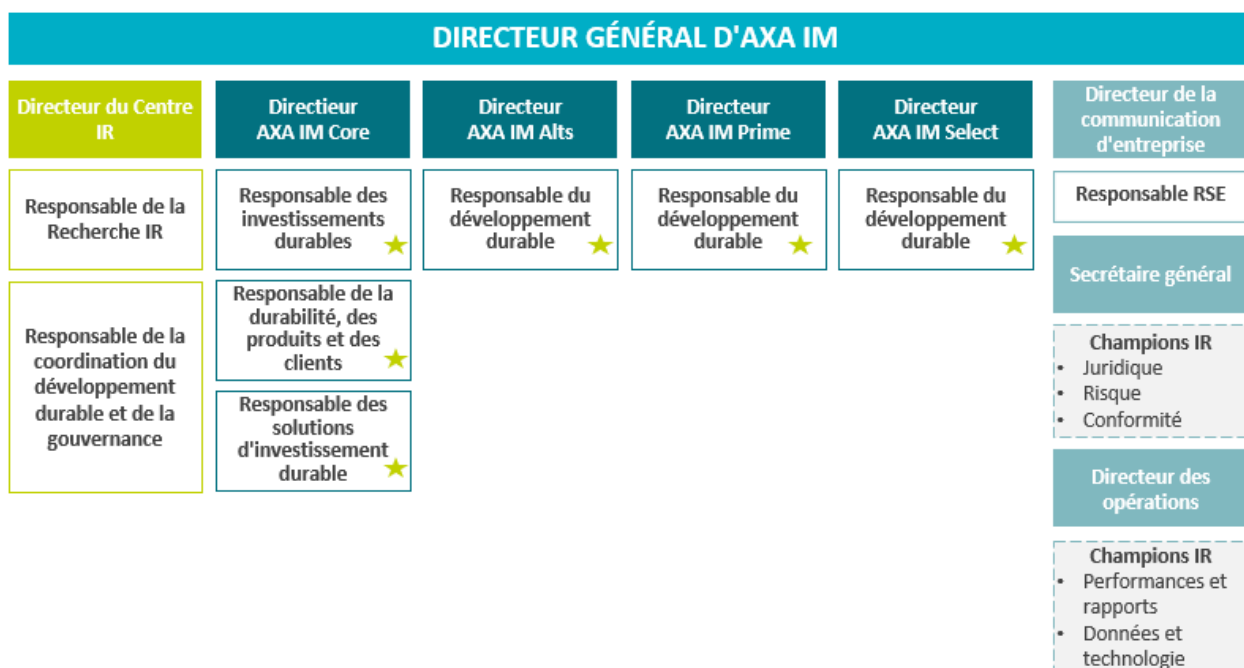 DIRECTEUR GÉNÉRAL D'AXA IM
Directeur du Centre
IR
Responsable de la
Recherche IR
Responsable de la
coordination du
développement
durable et de la
gouvernance
Directieur
AXA IM Core
Responsable des
investissements
durables
Responsable de la
durabilité, des
produits et des
clients
Responsable des
solutions
d'investissement
durable
Directeur
AXA IM Alts
Responsable du
développement
durable
Directeur
AXA IM Prime
Responsable du
développement
durable
Directeur
AXA IM Select
Responsable du
développement
durable
Directeur de la
communication
d'entreprise
Responsable RSE
Secrétaire général
Champions IR
• Juridique
• Risque
• Conformité
Directeur des
opérations
Champions IR
• Performances et
rapports
• Données et
technologie